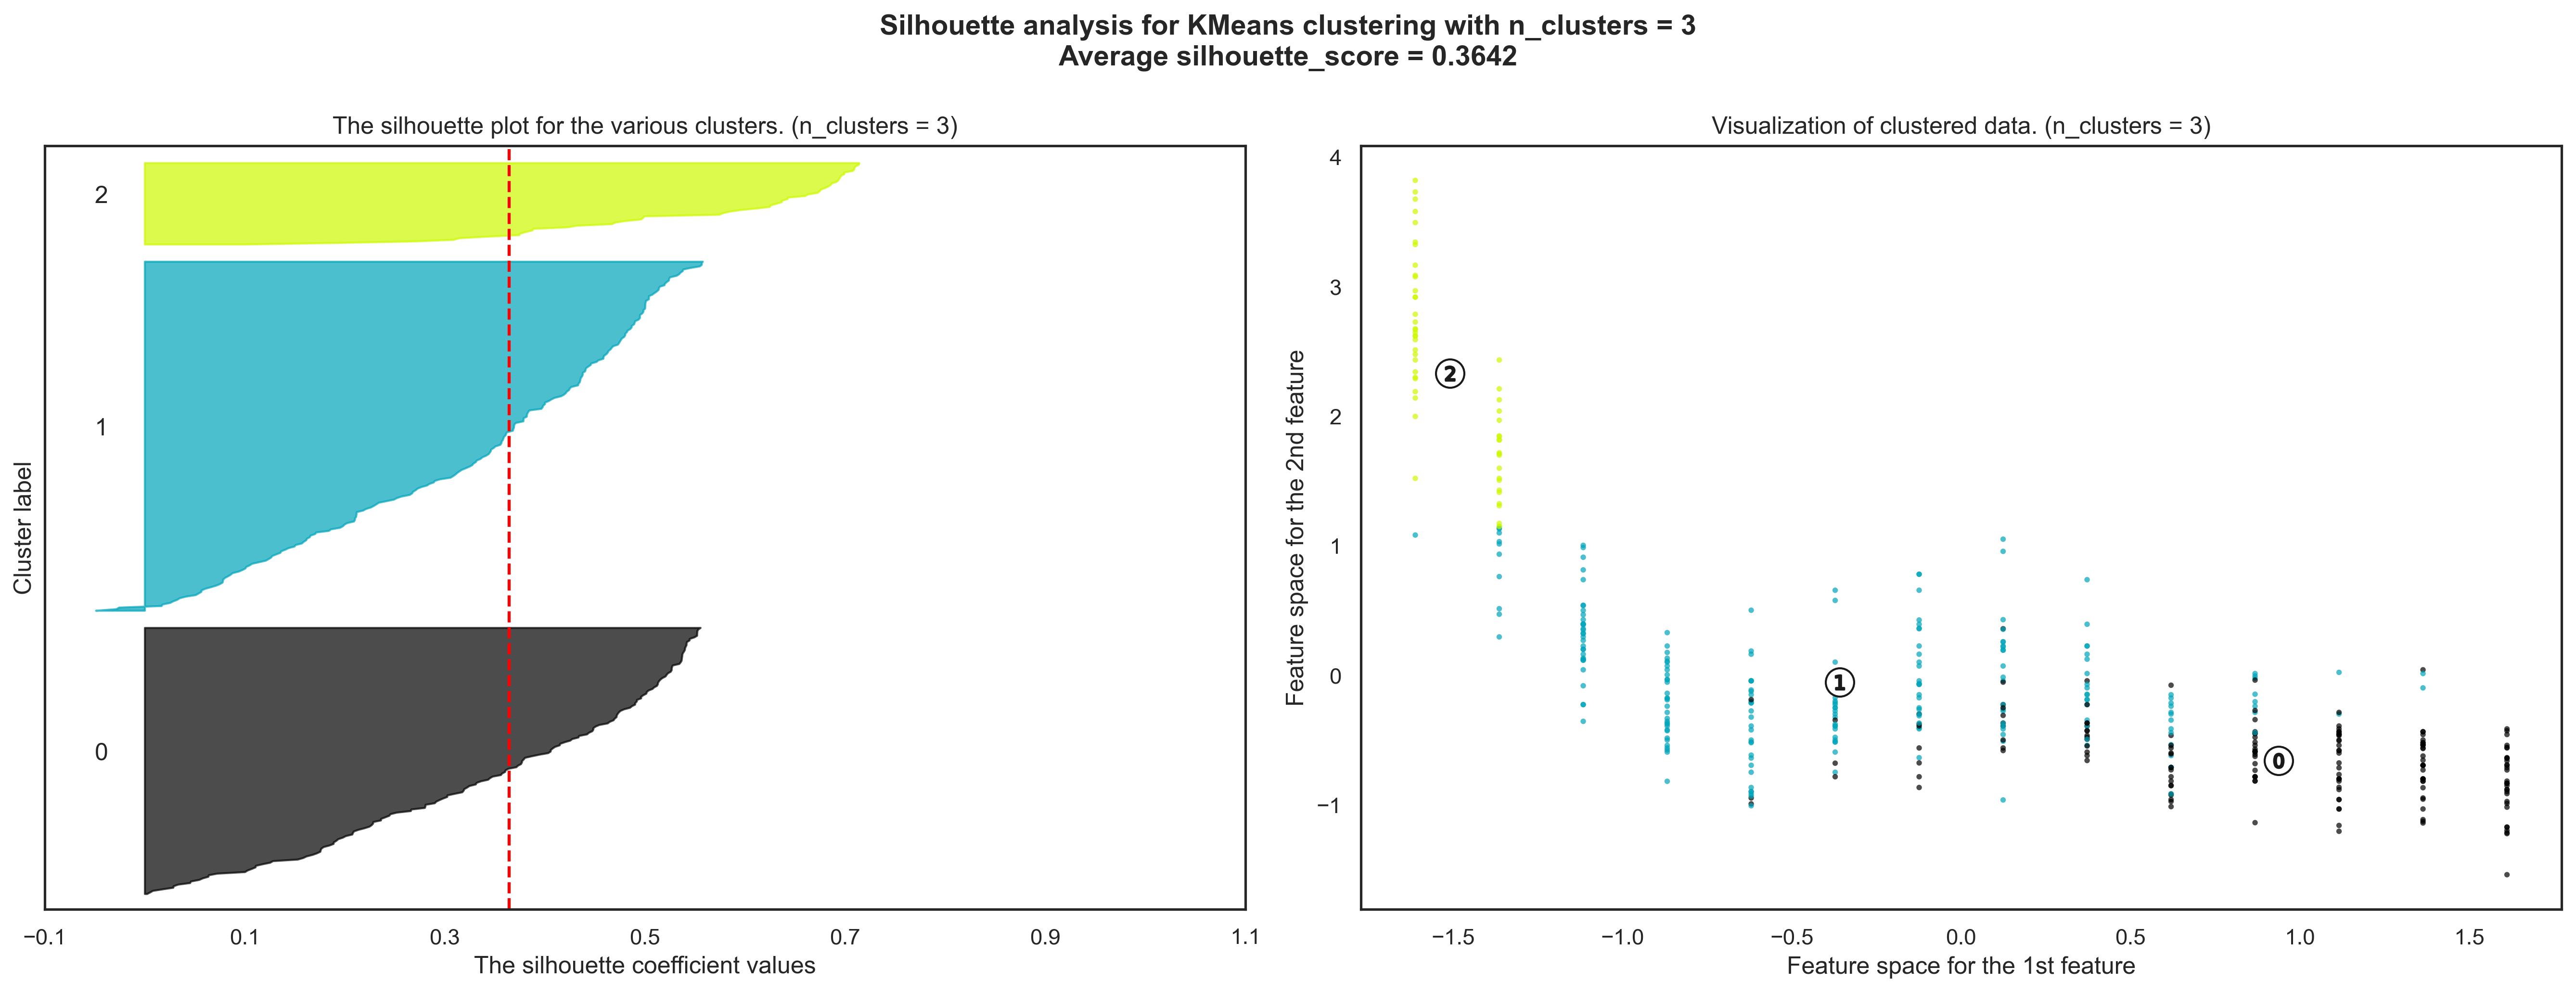 Silhouette analysis for KMeans clustering with n_clusters = 3
Average silhouette_score = 0.3642
The silhouette plot for the various clusters. (n_clusters = 3)
2
1
0
Cluster label
−0.1 0.1 0.3 0.5 0.7 0.9 1.1
The silhouette coefficient values
Visualization of clustered data. (n_clusters = 3)
4
3
2
1
0
−1
Feature space for the 2nd feature
2
1
0
−1.5 −1.0 −0.5 0.0 0.5 1.0 1.5
Feature space for the 1st feature